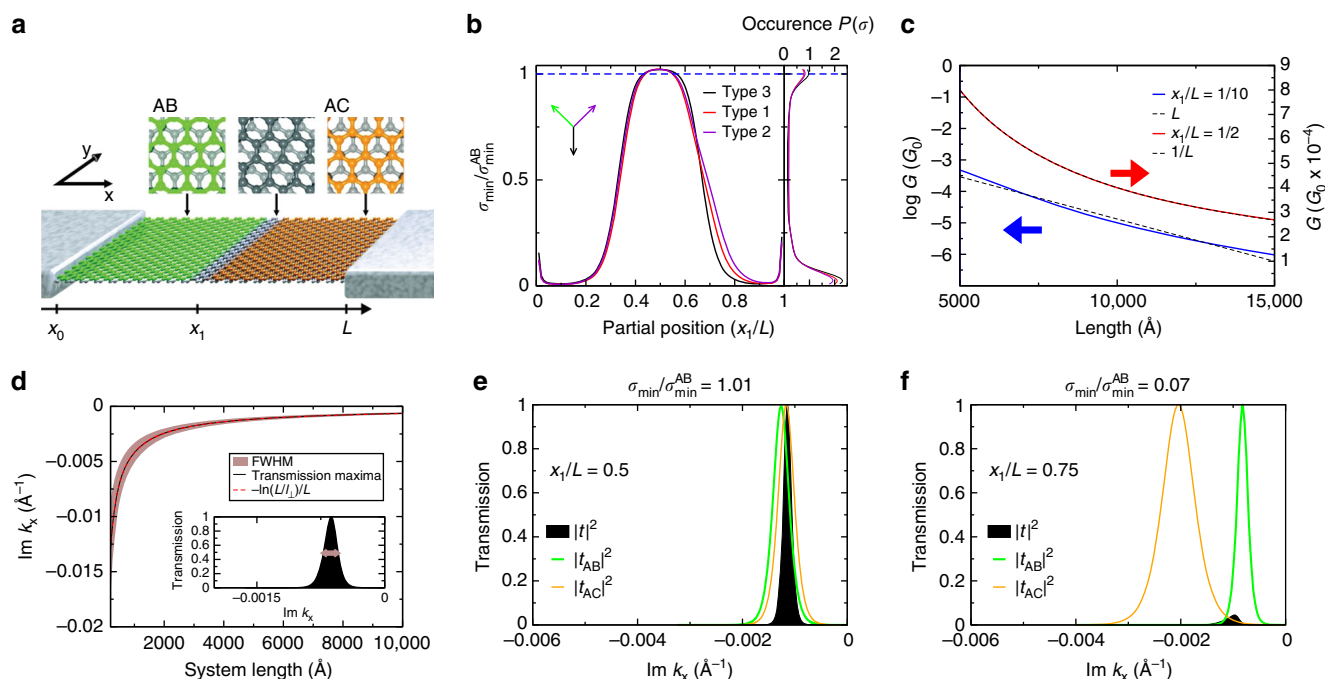 a
AB
AC
y
x
x₀
x₁
L
b
Occurence P(σ)
0 1 2
σmin/σ^AB_min
1
0.5
0
Type 3
Type 1
Type 2
0 0.2 0.4 0.6 0.8 1
Partial position (x₁/L)
c
log G (G₀)
0
−1
−2
−3
−4
−5
−6
x₁/L = 1/10
L
x₁/L = 1/2
1/L
9
8
7
6
5
4
3
2
1
G (G₀ x 10⁻⁴)
5000 10,000 15,000
Length (Å)
d
Im kₓ (Å⁻¹)
0
−0.005
−0.01
−0.015
−0.02
FWHM
Transmission maxima
−ln(L/l⊥)/L
Transmission
1
0.8
0.6
0.4
0.2
0
−0.0015 0
Im kₓ
2000 4000 6000 8000 10,000
System length (Å)
e
σmin/σ^AB_min = 1.01
Transmission
1
0.8
0.6
0.4
0.2
0
x₁/L = 0.5
|t|²
|t_AB|²
|t_AC|²
−0.006 −0.004 −0.002 0
Im kₓ (Å⁻¹)
f
σmin/σ^AB_min = 0.07
Transmission
1
0.8
0.6
0.4
0.2
0
x₁/L = 0.75
|t|²
|t_AB|²
|t_AC|²
−0.006 −0.004 −0.002 0
Im kₓ (Å⁻¹)